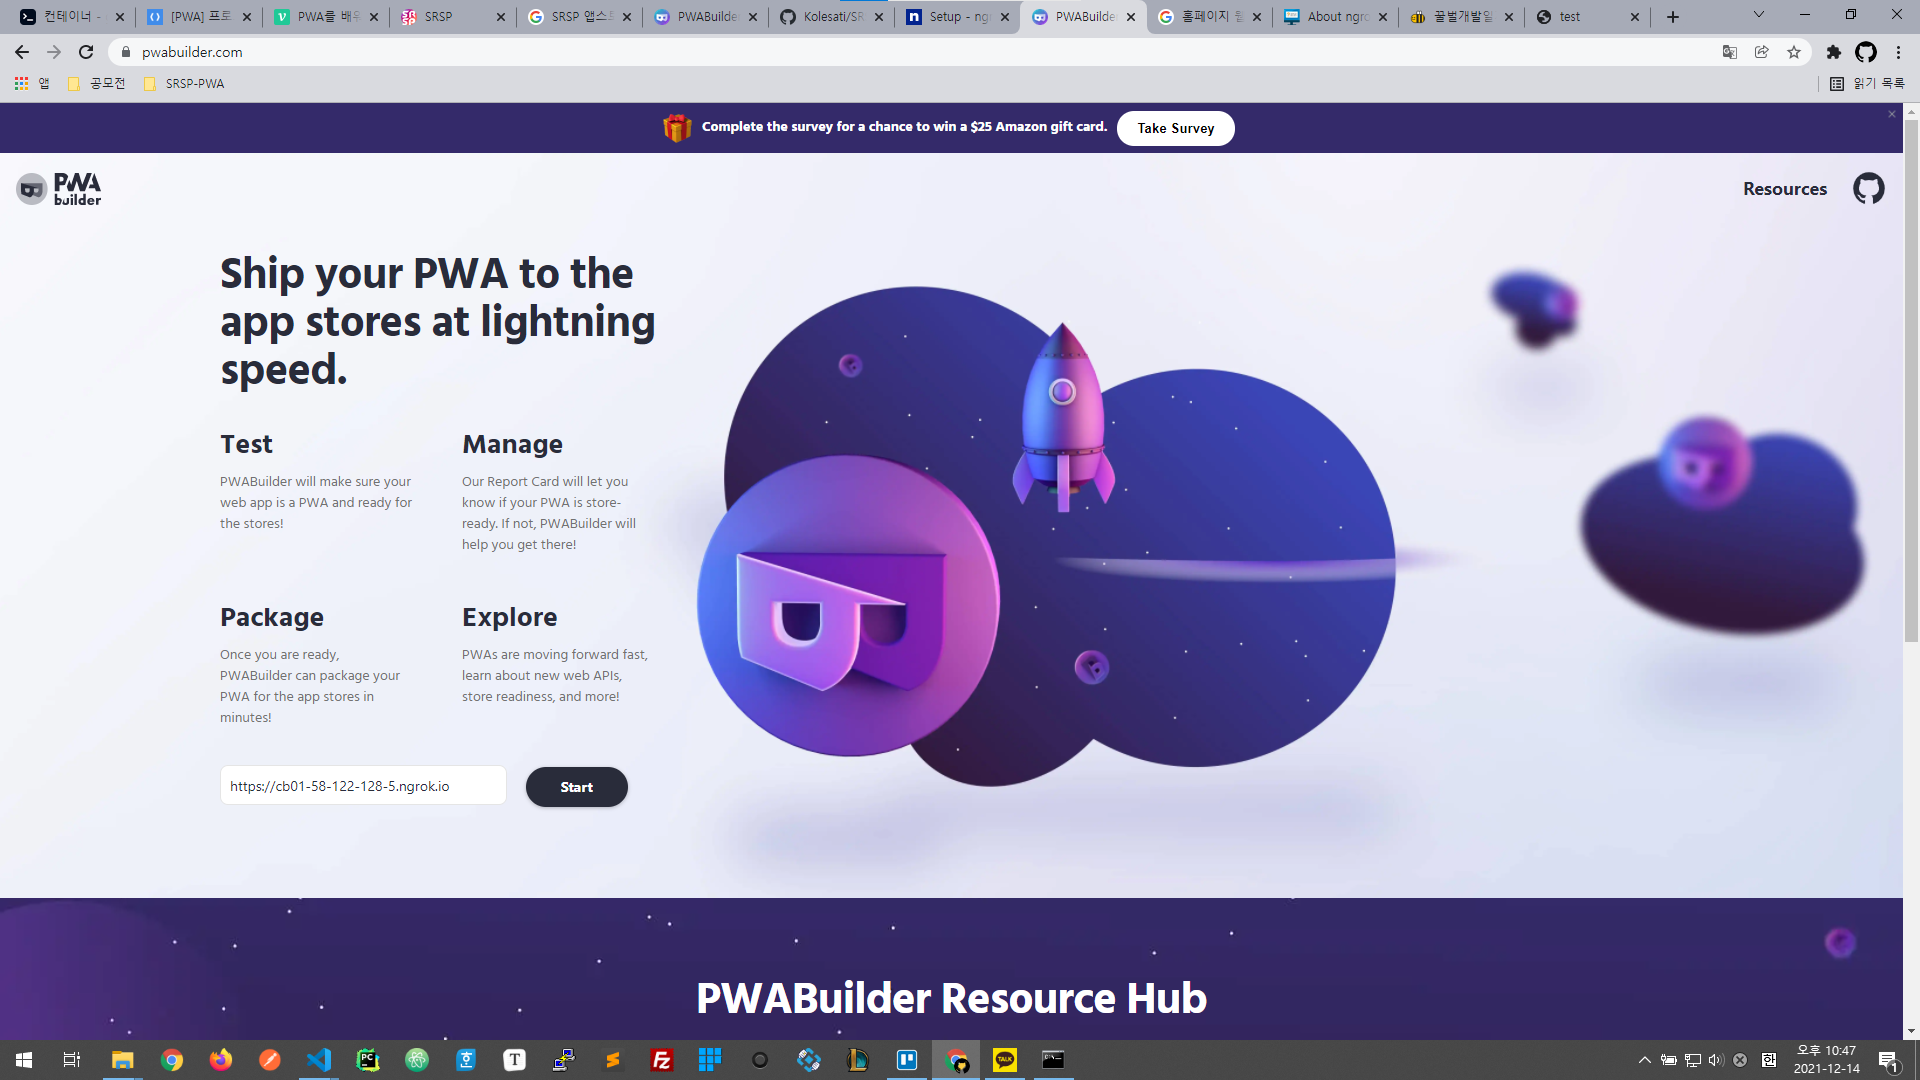 컨테이너 -
[PWA] 프로
PWA를 배우
SRSP
SRSP 앱스토
PWABuilder
Kolesati/SR
Setup - ngr
PWABuilder
홈페이지 웹
About ngro
꿀벌개발일
test
pwabuilder.com
앱
공모전
SRSP-PWA
읽기 목록
Complete the survey for a chance to win a $25 Amazon gift card.
Take Survey
PWA
builder
Resources
Ship your PWA to the
app stores at lightning
speed.
Test
PWABuilder will make sure your
web app is a PWA and ready for
the stores!
Manage
Our Report Card will let you
know if your PWA is store-
ready. If not, PWABuilder will
help you get there!
Package
Once you are ready,
PWABuilder can package your
PWA for the app stores in
minutes!
Explore
PWAs are moving forward fast,
learn about new web APIs,
store readiness, and more!
https://cb01-58-122-128-5.ngrok.io
Start
PWABuilder Resource Hub
오후 10:47
2021-12-14
1